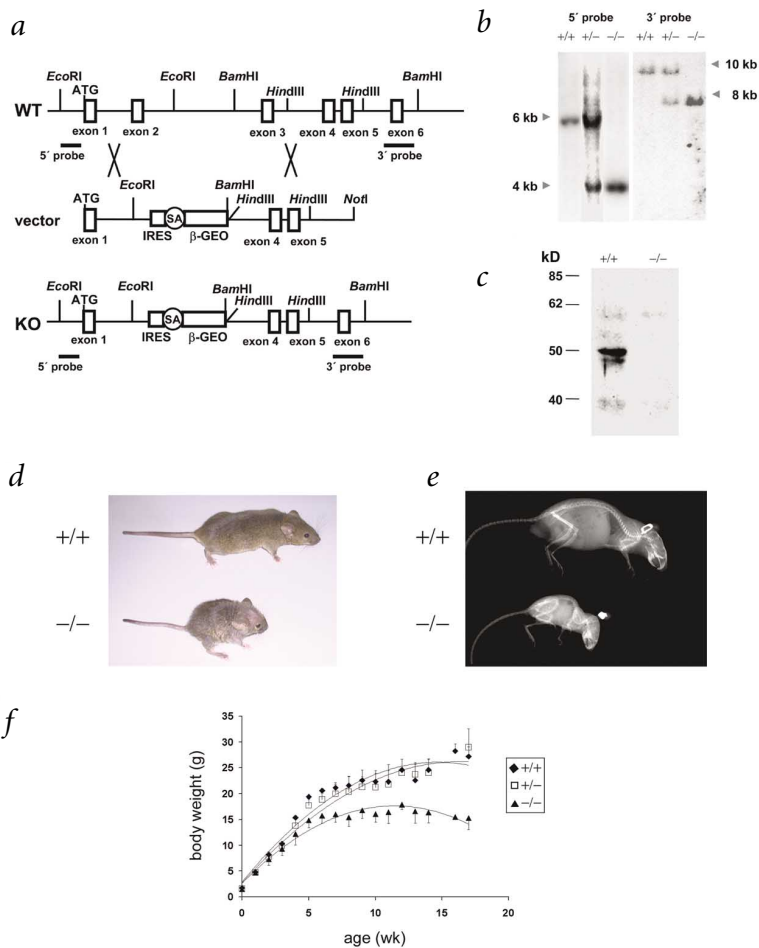 a
EcoRI EcoRI BamHI HindIII BamHI
ATG
WT
exon 1 exon 2 exon 3 exon 4 exon 5 exon 6
5´ probe 3´ probe
ATG EcoRI BamHI HindIII HindIII NotI
vector
SA
exon 1 IRES β-GEO exon 4 exon 5
EcoRI ATG EcoRI BamHI HindIII HindIII BamHI
KO
SA
exon 1 IRES β-GEO exon 4 exon 5 exon 6
5´ probe 3´ probe
b
5´ probe 3´ probe
+/+ +/− −/− +/+ +/− −/−
10 kb
8 kb
6 kb
4 kb
c
kD +/+ −/−
85
62
50
40
d
+/+
−/−
e
+/+
−/−
f
body weight (g)
35
30
25
20
15
10
5
0
0 5 10 15 20
age (wk)
+/+
+/−
−/−